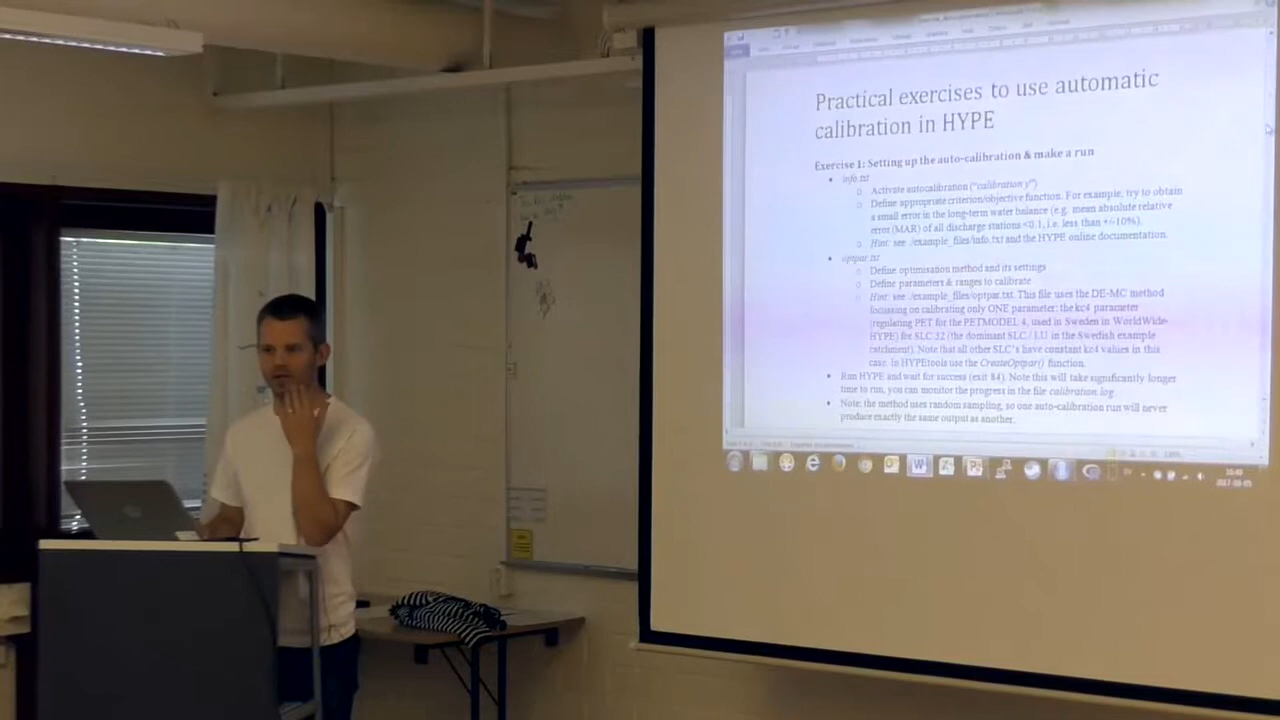 Practical exercises to use automatic
calibration in HYPE
Exercise 1: Setting up the auto-calibration & make a run
info.txt
Activate autocalibration ("calibration y")
Define appropriate criterion/objective function. For example, try to obtain
a small error in the long-term water balance (e.g. mean absolute relative
error (MAR) of all discharge stations <0.1, i.e. less than +/-10%).
Hint: see ./example_files/info.txt and the HYPE online documentation.
optpar.txt
Define optimisation method and its settings
Define parameters & ranges to calibrate
Hint: see ./example_files/optpar.txt. This file uses the DE-MC method
focussing on calibrating only ONE parameter: the kc4 parameter
(regulating PET for the PETMODEL 4, used in Sweden in WorldWide-
HYPE) for SLC 32 (the dominant SLC / LU in the Swedish example
catchment). Note that all other SLC's have constant kc4 values in this
case. In HYPEtools use the CreateOptpar() function.
Run HYPE and wait for success (exit 84). Note this will take significantly longer
time to run, you can monitor the progress in the file calibration.log.
Note: the method uses random sampling, so one auto-calibration run will never
produce exactly the same output as another.
SV